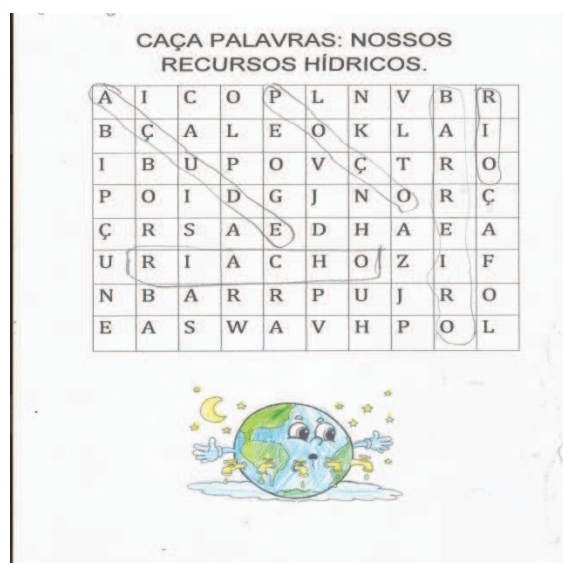 CAÇA PALAVRAS: NOSSOS
RECURSOS HÍDRICOS.
A I C O P L N V B R
B Ç A L E O K L A I
I B U P O V Ç T R O
P O I D G J N O R Ç
Ç R S A E D H A E A
U R I A C H O Z I F
N B A R R P U J R O
E A S W A V H P O L